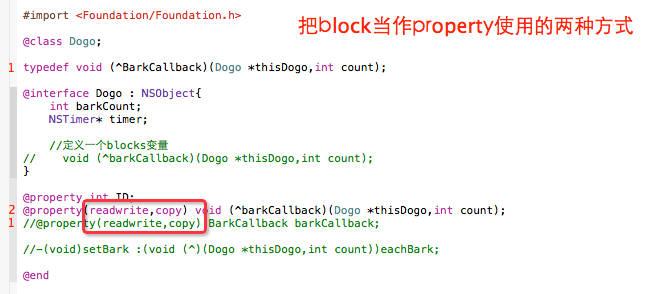 #import <Foundation/Foundation.h>
把block当作property使用的两种方式
@class Dogo;
1 typedef void (^BarkCallback)(Dogo *thisDogo,int count);
@interface Dogo : NSObject{
int barkCount;
NSTimer* timer;
//定义一个blocks变量
// void (^barkCallback)(Dogo *thisDogo,int count);
}
@property int ID;
2 @property(readwrite,copy) void (^barkCallback)(Dogo *thisDogo,int count);
1 //@property(readwrite,copy) BarkCallback barkCallback;
//-(void)setBark :(void (^)(Dogo *thisDogo,int count))eachBark;
@end